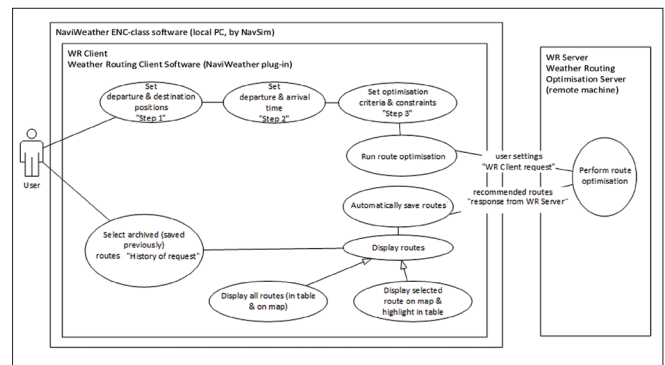 NaviWeather ENC-class software (local PC, by NavSim)
WR Client
Weather Routing Client Software (NaviWeather plug-in)
WR Server
Weather Routing
Optimisation Server
(remote machine)
Set
departure & destination
positions
"Step 1"
Set
departure & arrival
time
"Step 2"
Set optimisation
criteria & constraints
"Step 3"
User
Run route optimisation
user settings
"WR Client request"
Perform route
optimisation
recommended routes
"response from WR Server"
Automatically save routes
Select archived (saved
previously)
routes "History of request"
Display routes
Display all routes (in table
& on map)
Display selected
route on map &
highlight in table